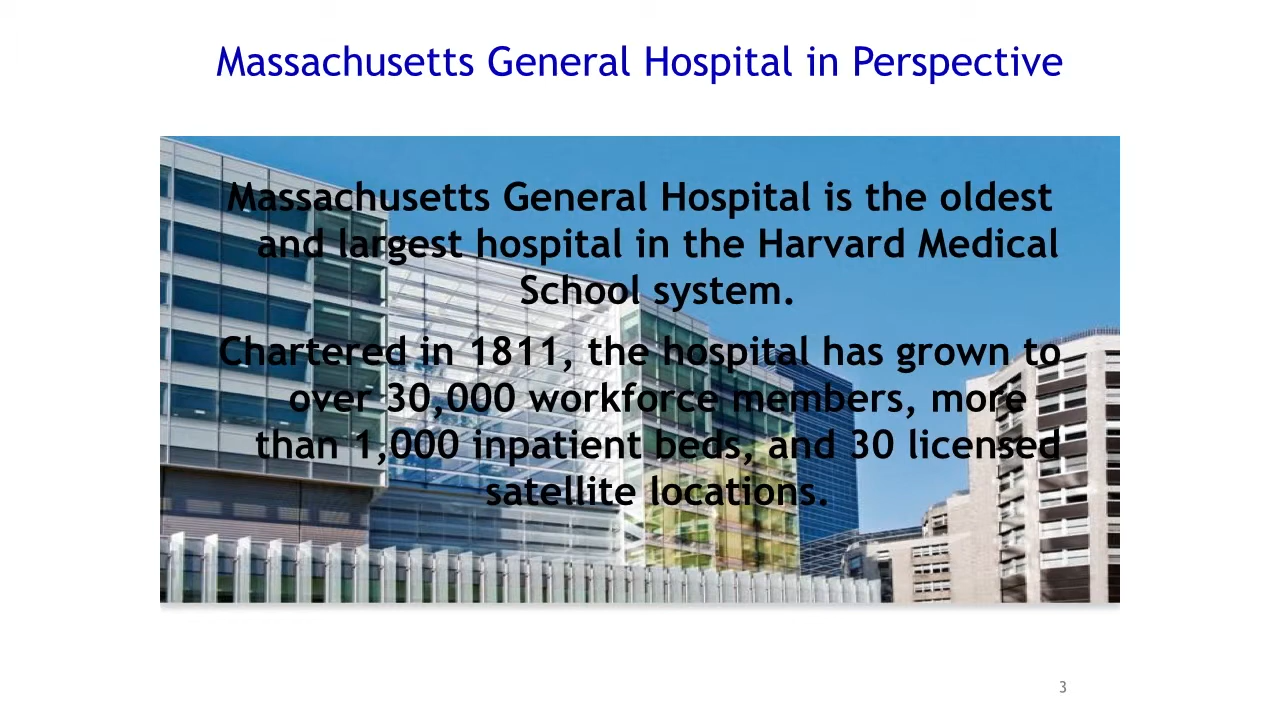 Massachusetts General Hospital in Perspective
Massachusetts General Hospital is the oldest
and largest hospital in the Harvard Medical
School system.
Chartered in 1811, the hospital has grown to
over 30,000 workforce members, more
than 1,000 inpatient beds, and 30 licensed
satellite locations.
3